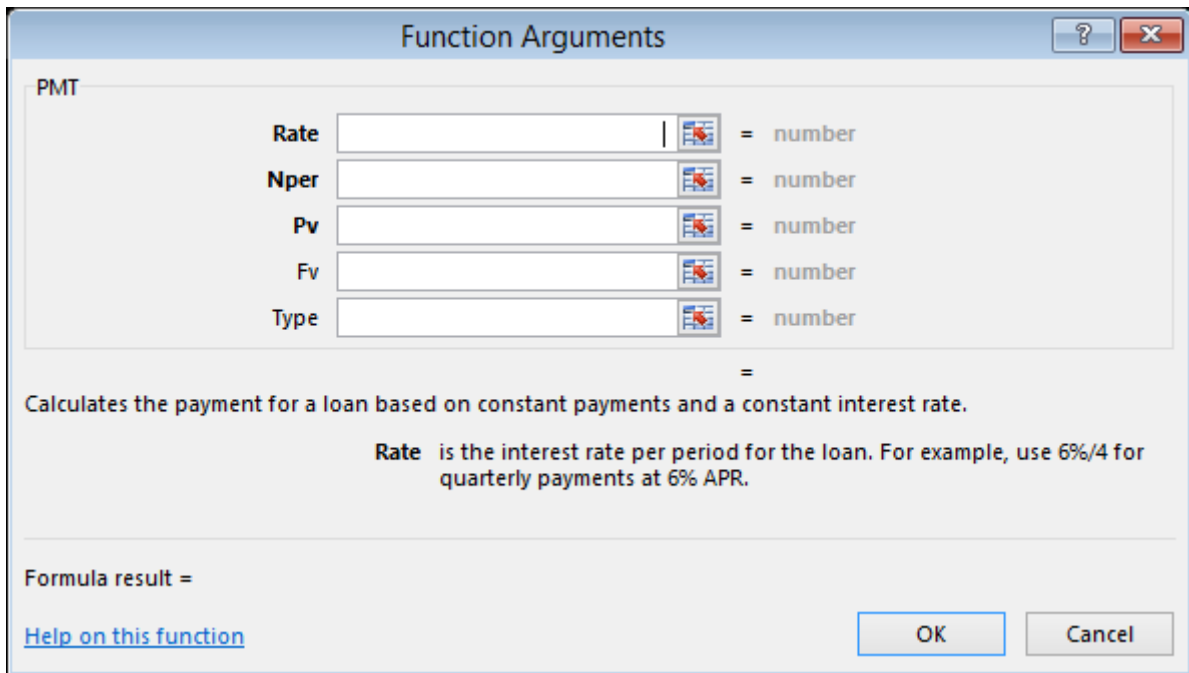 Function Arguments
?
PMT
Rate = number
Nper = number
Pv = number
Fv = number
Type = number
=
Calculates the payment for a loan based on constant payments and a constant interest rate.
Rate is the interest rate per period for the loan. For example, use 6%/4 for
quarterly payments at 6% APR.
Formula result =
Help on this function
OK
Cancel